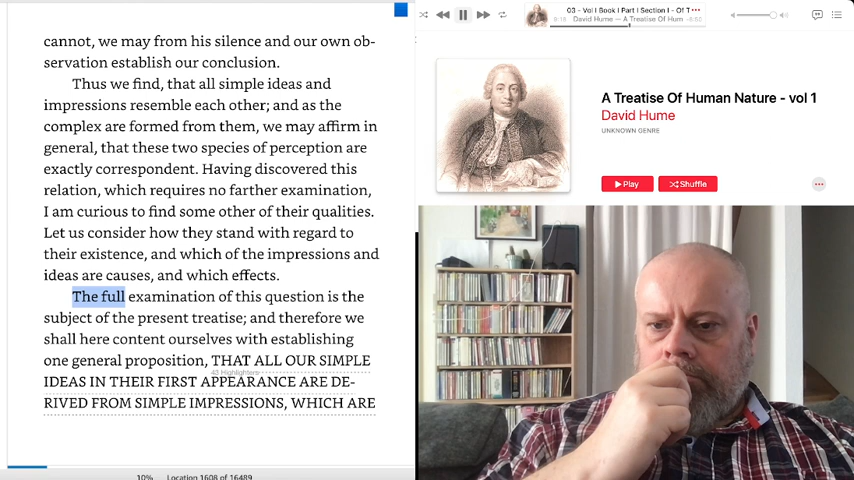 cannot, we may from his silence and our own ob-
servation establish our conclusion.
Thus we find, that all simple ideas and
impressions resemble each other; and as the
complex are formed from them, we may affirm in
general, that these two species of perception are
exactly correspondent. Having discovered this
relation, which requires no farther examination,
I am curious to find some other of their qualities.
Let us consider how they stand with regard to
their existence, and which of the impressions and
ideas are causes, and which effects.
The full examination of this question is the
subject of the present treatise; and therefore we
shall here content ourselves with establishing
one general proposition, THAT ALL OUR SIMPLE
43 Highlighters
IDEAS IN THEIR FIRST APPEARANCE ARE DE-
RIVED FROM SIMPLE IMPRESSIONS, WHICH ARE
10% Location 1608 of 16489
03 - Vol I Book I Part I Section I - Of T
David Hume — A Treatise Of Hum
A Treatise Of Human Nature - vol 1
David Hume
UNKNOWN GENRE
Play
Shuffle